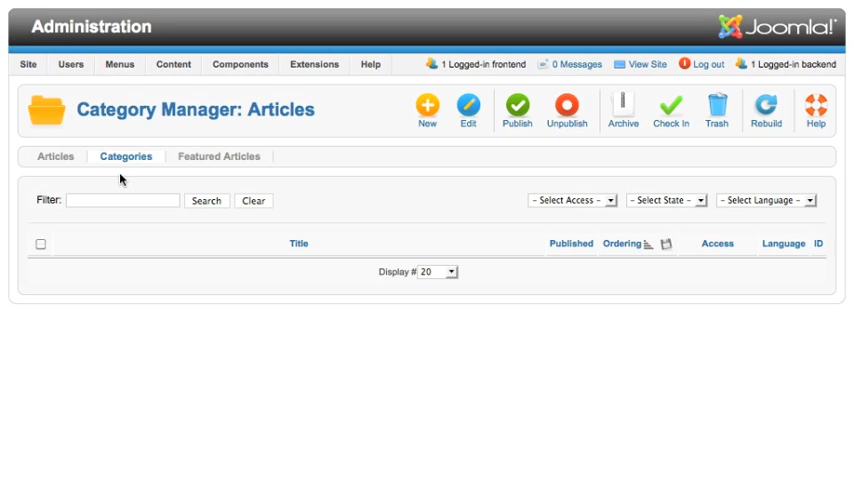 Administration
Joomla!®
Site Users Menus Content Components Extensions Help 1 Logged-in frontend 0 Messages View Site Log out 1 Logged-in backend
Category Manager: Articles
New Edit Publish Unpublish Archive Check In Trash Rebuild Help
Articles Categories Featured Articles
Filter: Search Clear - Select Access - - Select State - - Select Language -
Title Published Ordering Access Language ID
Display # 20